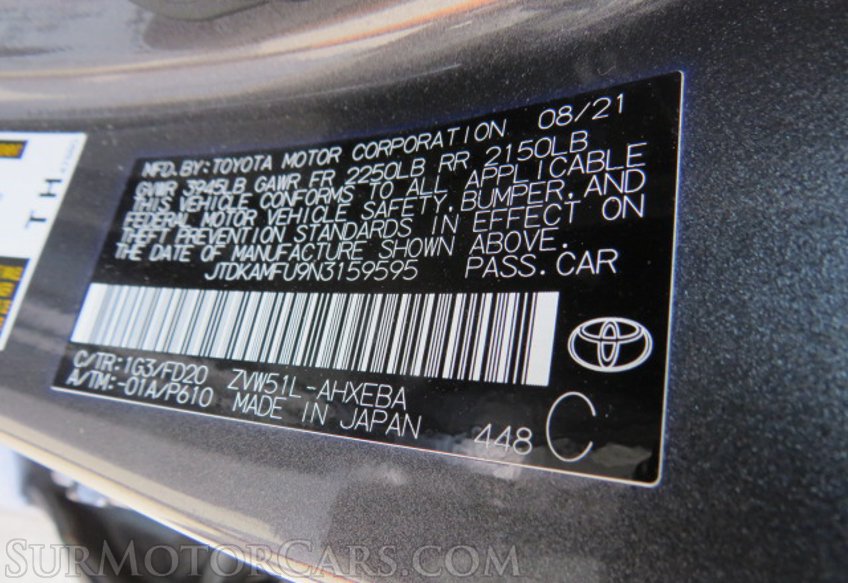 MFD.BY:TOYOTA MOTOR CORPORATION 08/21
GVWR 3945LB GAWR FR 2250LB RR 2150LB
THIS VEHICLE CONFORMS TO ALL APPLICABLE
FEDERAL MOTOR VEHICLE SAFETY,BUMPER,AND
THEFT PREVENTION STANDARDS IN EFFECT ON
THE DATE OF MANUFACTURE SHOWN ABOVE.
JTDKAMFU9N3159595 PASS.CAR
C/TR:1G3/FD20 ZVW51L-AHXEBA
A/TM:-01A/P610 MADE IN JAPAN 448 C
TH
SurMotorCars.com